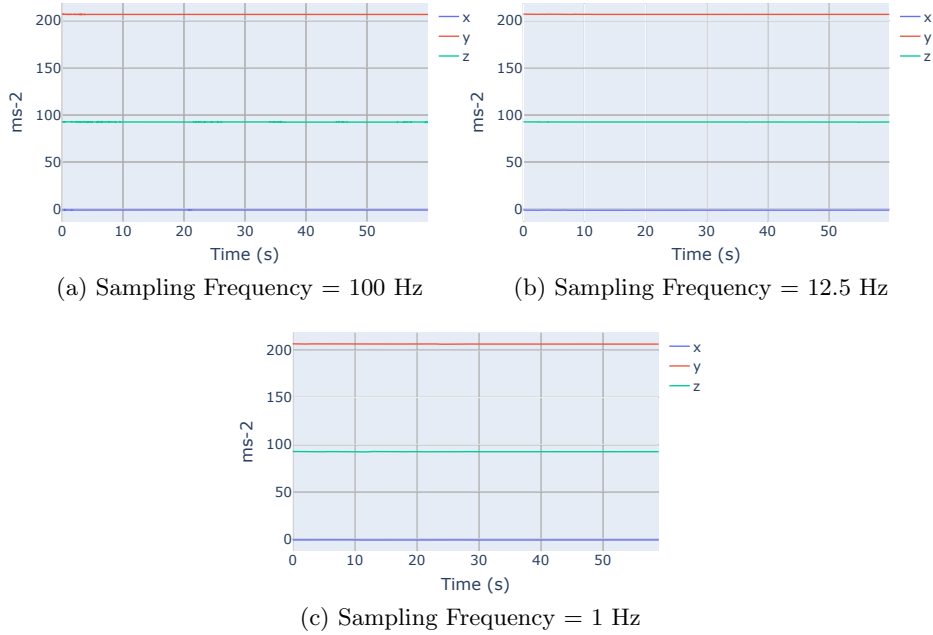 200
150
100
50
0
ms-2
0 10 20 30 40 50
Time (s)
x
y
z
(a) Sampling Frequency = 100 Hz
200
150
100
50
0
ms-2
0 10 20 30 40 50
Time (s)
x
y
z
(b) Sampling Frequency = 12.5 Hz
200
150
100
50
0
ms-2
0 10 20 30 40 50
Time (s)
x
y
z
(c) Sampling Frequency = 1 Hz